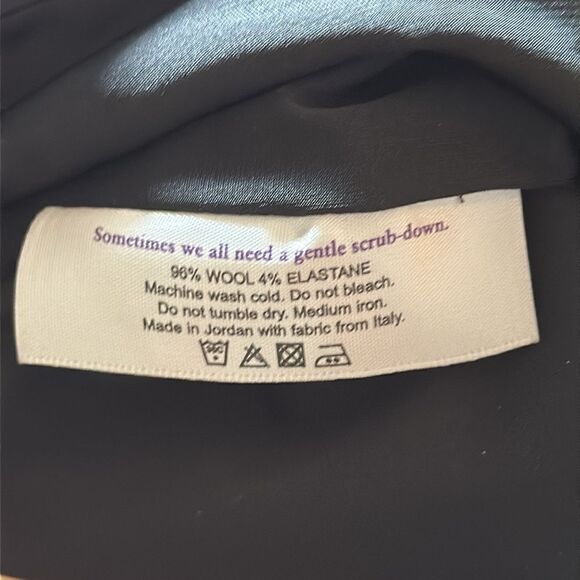 Sometimes we all need a gentle scrub-down.
96% WOOL 4% ELASTANE
Machine wash cold. Do not bleach.
Do not tumble dry. Medium iron.
Made in Jordan with fabric from Italy.